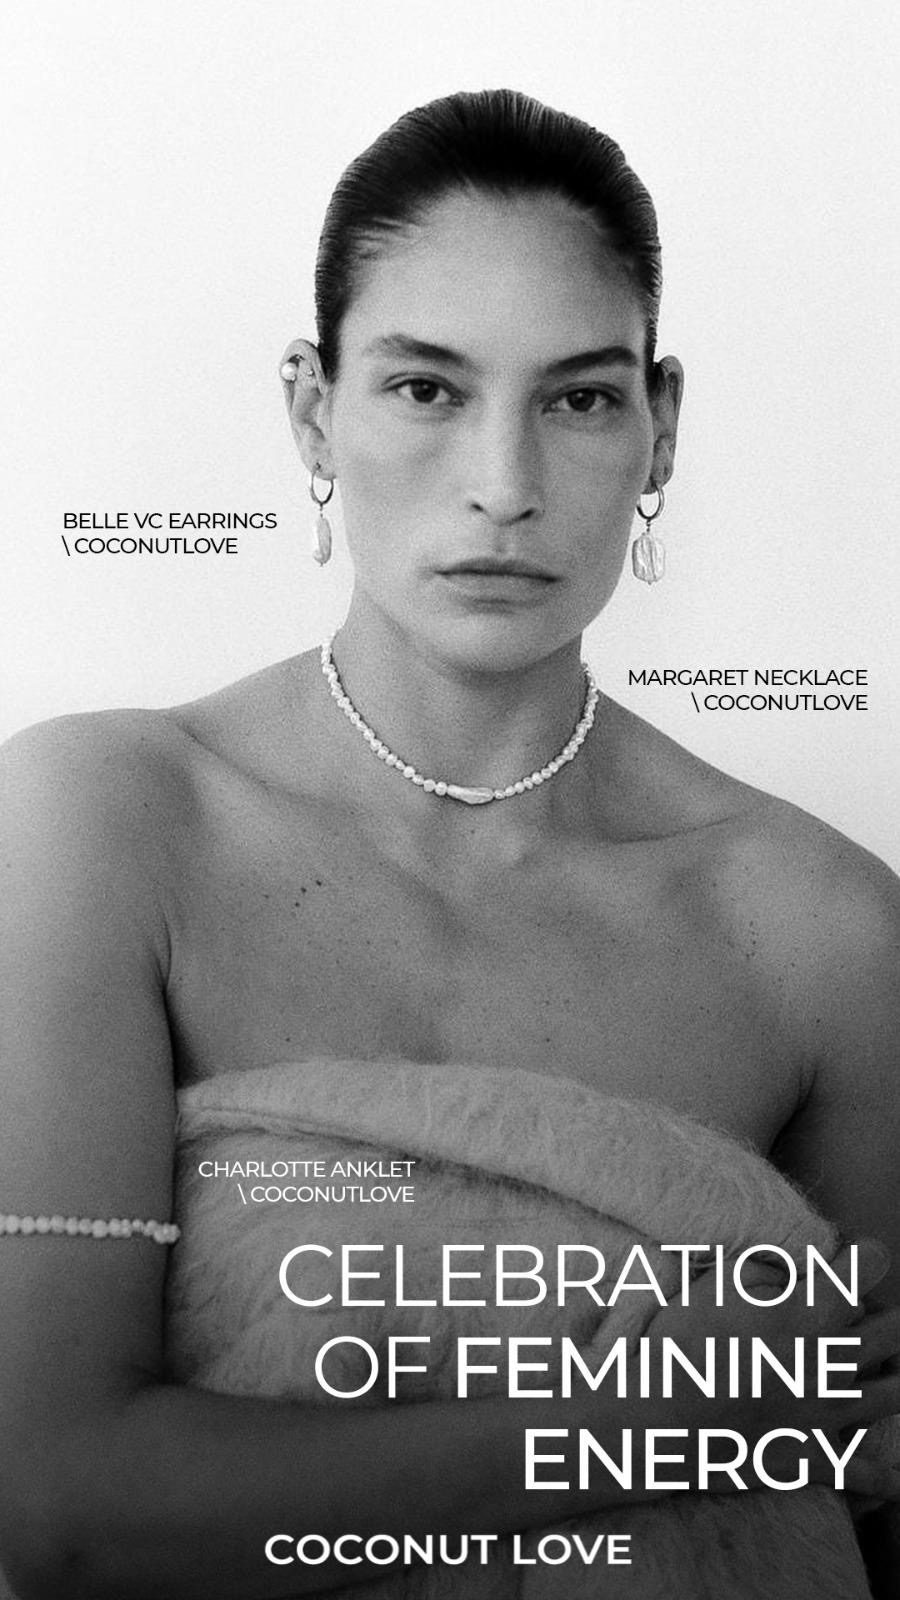 BELLE VC EARRINGS
\ COCONUTLOVE
MARGARET NECKLACE
\ COCONUTLOVE
CHARLOTTE ANKLET
\ COCONUTLOVE
CELEBRATION
OF FEMININE
ENERGY
COCONUT LOVE